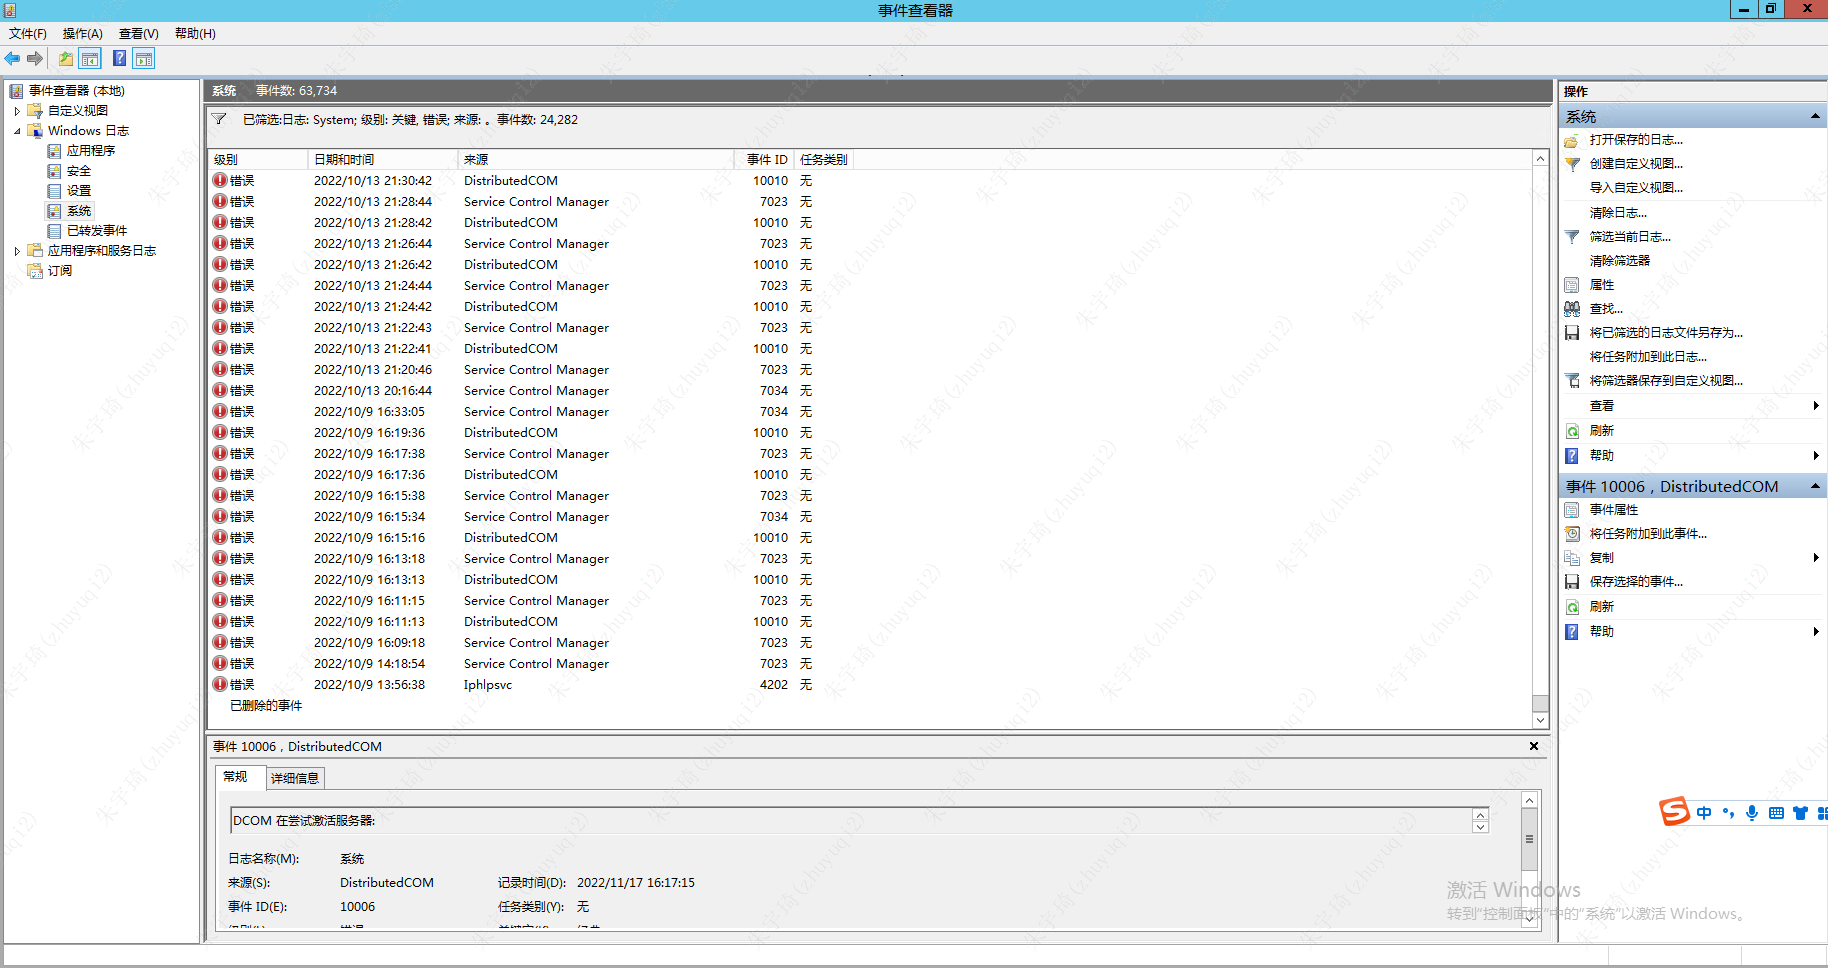 事件查看器
文件(F) 操作(A) 查看(V) 帮助(H)
事件查看器 (本地)
自定义视图
Windows 日志
应用程序
安全
设置
系统
已转发事件
应用程序和服务日志
订阅
系统 事件数: 63,734
已筛选:日志: System; 级别: 关键, 错误; 来源: 。事件数: 24,282
级别 日期和时间 来源 事件 ID 任务类别
错误 2022/10/13 21:30:42 DistributedCOM 10010 无
错误 2022/10/13 21:28:44 Service Control Manager 7023 无
错误 2022/10/13 21:28:42 DistributedCOM 10010 无
错误 2022/10/13 21:26:44 Service Control Manager 7023 无
错误 2022/10/13 21:26:42 DistributedCOM 10010 无
错误 2022/10/13 21:24:44 Service Control Manager 7023 无
错误 2022/10/13 21:24:42 DistributedCOM 10010 无
错误 2022/10/13 21:22:43 Service Control Manager 7023 无
错误 2022/10/13 21:22:41 DistributedCOM 10010 无
错误 2022/10/13 21:20:46 Service Control Manager 7023 无
错误 2022/10/13 20:16:44 Service Control Manager 7034 无
错误 2022/10/9 16:33:05 Service Control Manager 7034 无
错误 2022/10/9 16:19:36 DistributedCOM 10010 无
错误 2022/10/9 16:17:38 Service Control Manager 7023 无
错误 2022/10/9 16:17:36 DistributedCOM 10010 无
错误 2022/10/9 16:15:38 Service Control Manager 7023 无
错误 2022/10/9 16:15:34 Service Control Manager 7034 无
错误 2022/10/9 16:15:16 DistributedCOM 10010 无
错误 2022/10/9 16:13:18 Service Control Manager 7023 无
错误 2022/10/9 16:13:13 DistributedCOM 10010 无
错误 2022/10/9 16:11:15 Service Control Manager 7023 无
错误 2022/10/9 16:11:13 DistributedCOM 10010 无
错误 2022/10/9 16:09:18 Service Control Manager 7023 无
错误 2022/10/9 14:18:54 Service Control Manager 7023 无
错误 2022/10/9 13:56:38 Iphlpsvc 4202 无
已删除的事件
事件 10006，DistributedCOM
常规 详细信息
DCOM 在尝试激活服务器:
日志名称(M): 系统
来源(S): DistributedCOM 记录时间(D): 2022/11/17 16:17:15
事件 ID(E): 10006 任务类别(Y): 无
操作
系统
打开保存的日志...
创建自定义视图...
导入自定义视图...
清除日志...
筛选当前日志...
清除筛选器
属性
查找...
将已筛选的日志文件另存为...
将任务附加到此日志...
将筛选器保存到自定义视图...
查看
刷新
帮助
事件 10006，DistributedCOM
事件属性
将任务附加到此事件...
复制
保存选择的事件...
刷新
帮助
中
激活 Windows
转到"控制面板"中的"系统"以激活 Windows。
朱宇琦(zhuyuqi2)